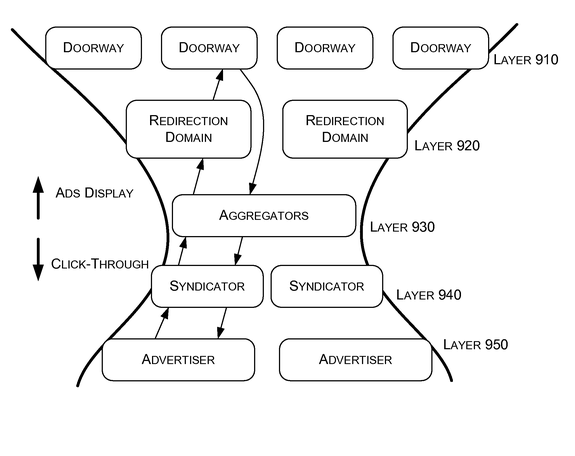 DOORWAY DOORWAY DOORWAY DOORWAY
LAYER 910
REDIRECTION
DOMAIN
REDIRECTION
DOMAIN
LAYER 920
ADS DISPLAY
AGGREGATORS
LAYER 930
CLICK-THROUGH
SYNDICATOR SYNDICATOR
LAYER 940
LAYER 950
ADVERTISER ADVERTISER